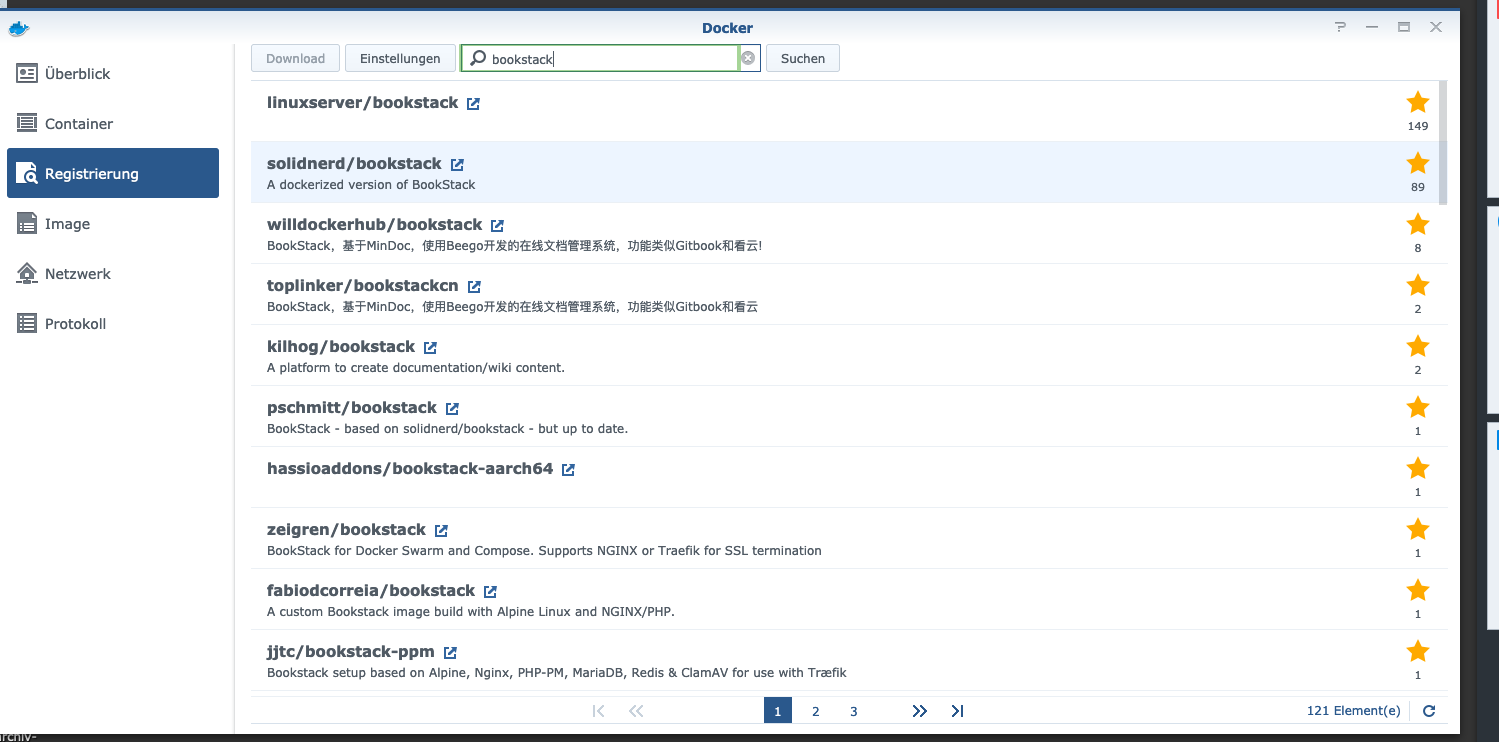 Docker
Download Einstellungen bookstack Suchen
Überblick
Container
Registrierung
Image
Netzwerk
Protokoll
linuxserver/bookstack
149
solidnerd/bookstack
A dockerized version of BookStack
89
willdockerhub/bookstack
BookStack，基于MinDoc，使用Beego开发的在线文档管理系统，功能类似Gitbook和看云!
8
toplinker/bookstackcn
BookStack，基于MinDoc，使用Beego开发的在线文档管理系统，功能类似Gitbook和看云
2
kilhog/bookstack
A platform to create documentation/wiki content.
2
pschmitt/bookstack
BookStack - based on solidnerd/bookstack - but up to date.
1
hassioaddons/bookstack-aarch64
1
zeigren/bookstack
BookStack for Docker Swarm and Compose. Supports NGINX or Traefik for SSL termination
1
fabiodcorreia/bookstack
A custom Bookstack image build with Alpine Linux and NGINX/PHP.
1
jjtc/bookstack-ppm
Bookstack setup based on Alpine, Nginx, PHP-PM, MariaDB, Redis & ClamAV for use with Træfik
1
1 2 3
121 Element(e)